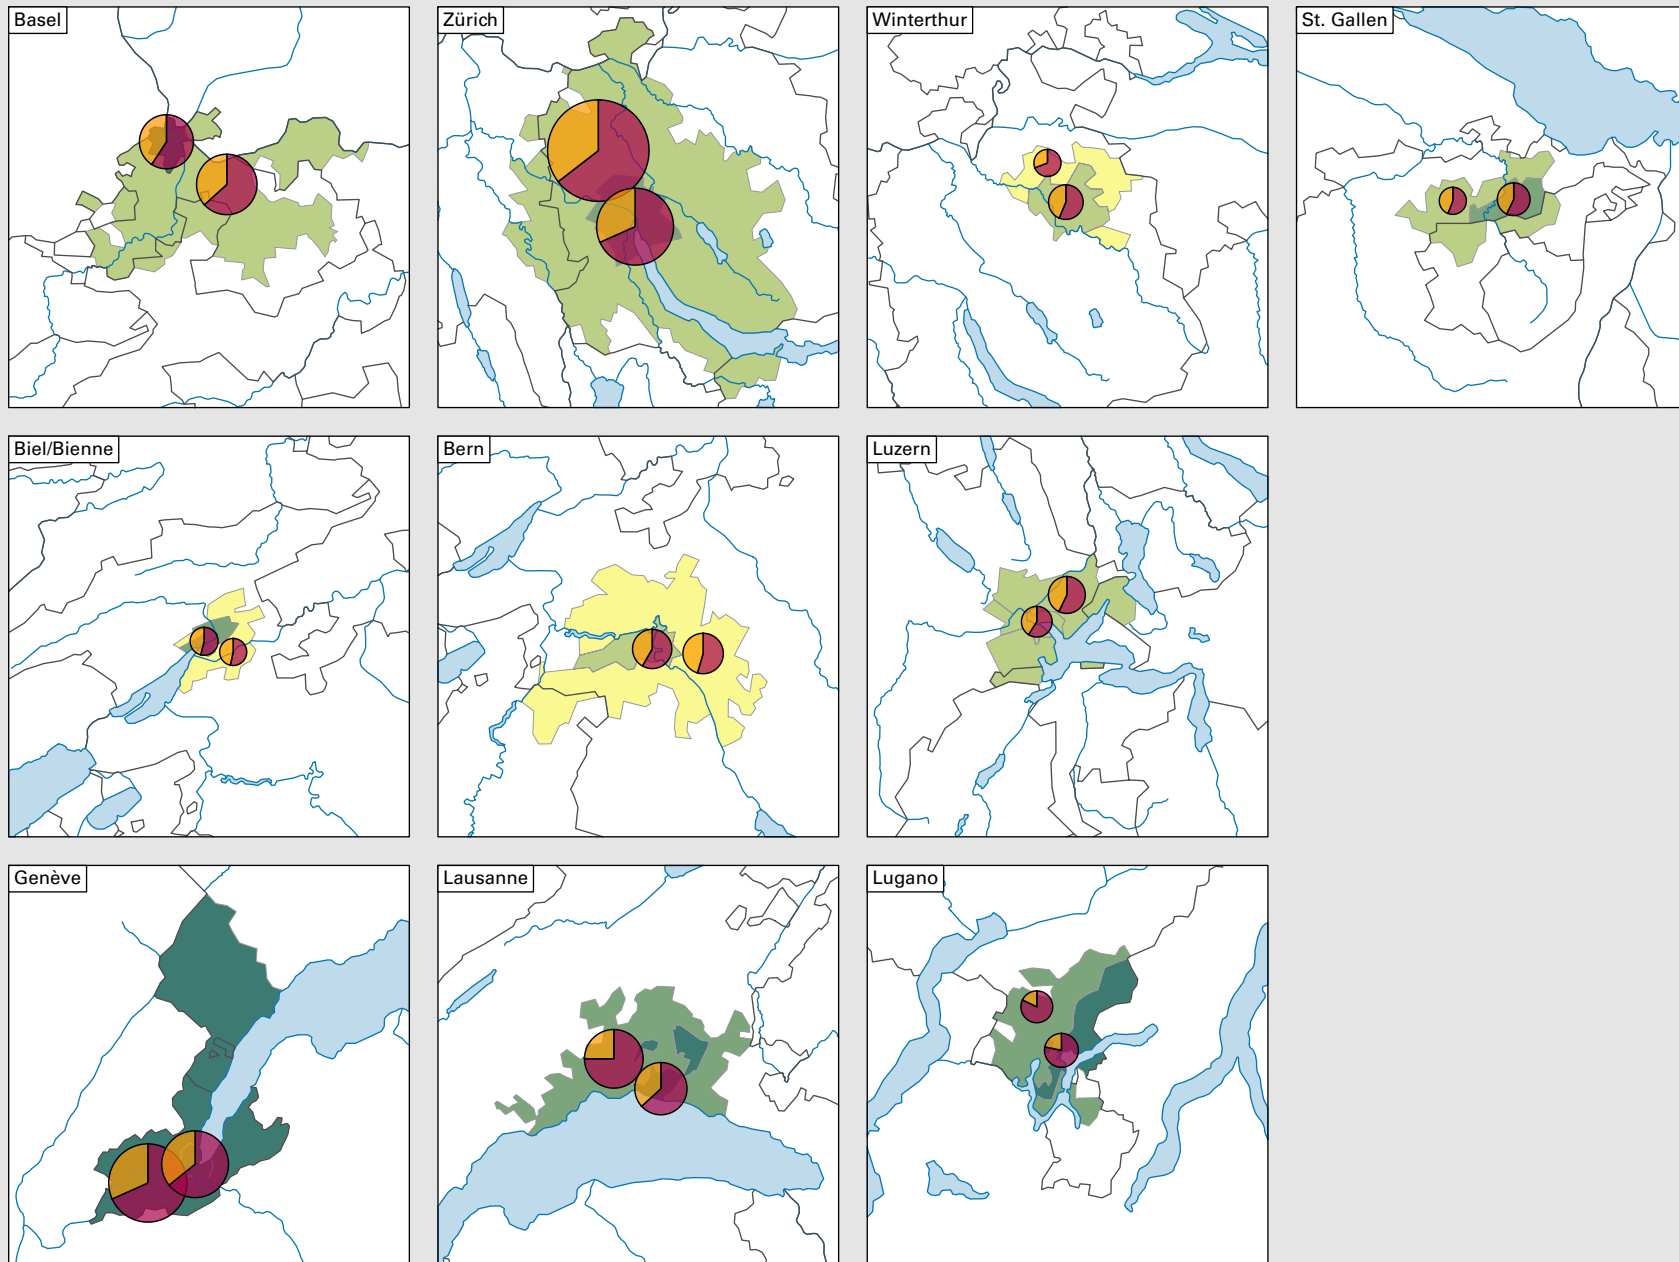 Basel
Zürich
Winterthur
St. Gallen
Biel/Bienne
Bern
Luzern
Genève
Lausanne
Lugano